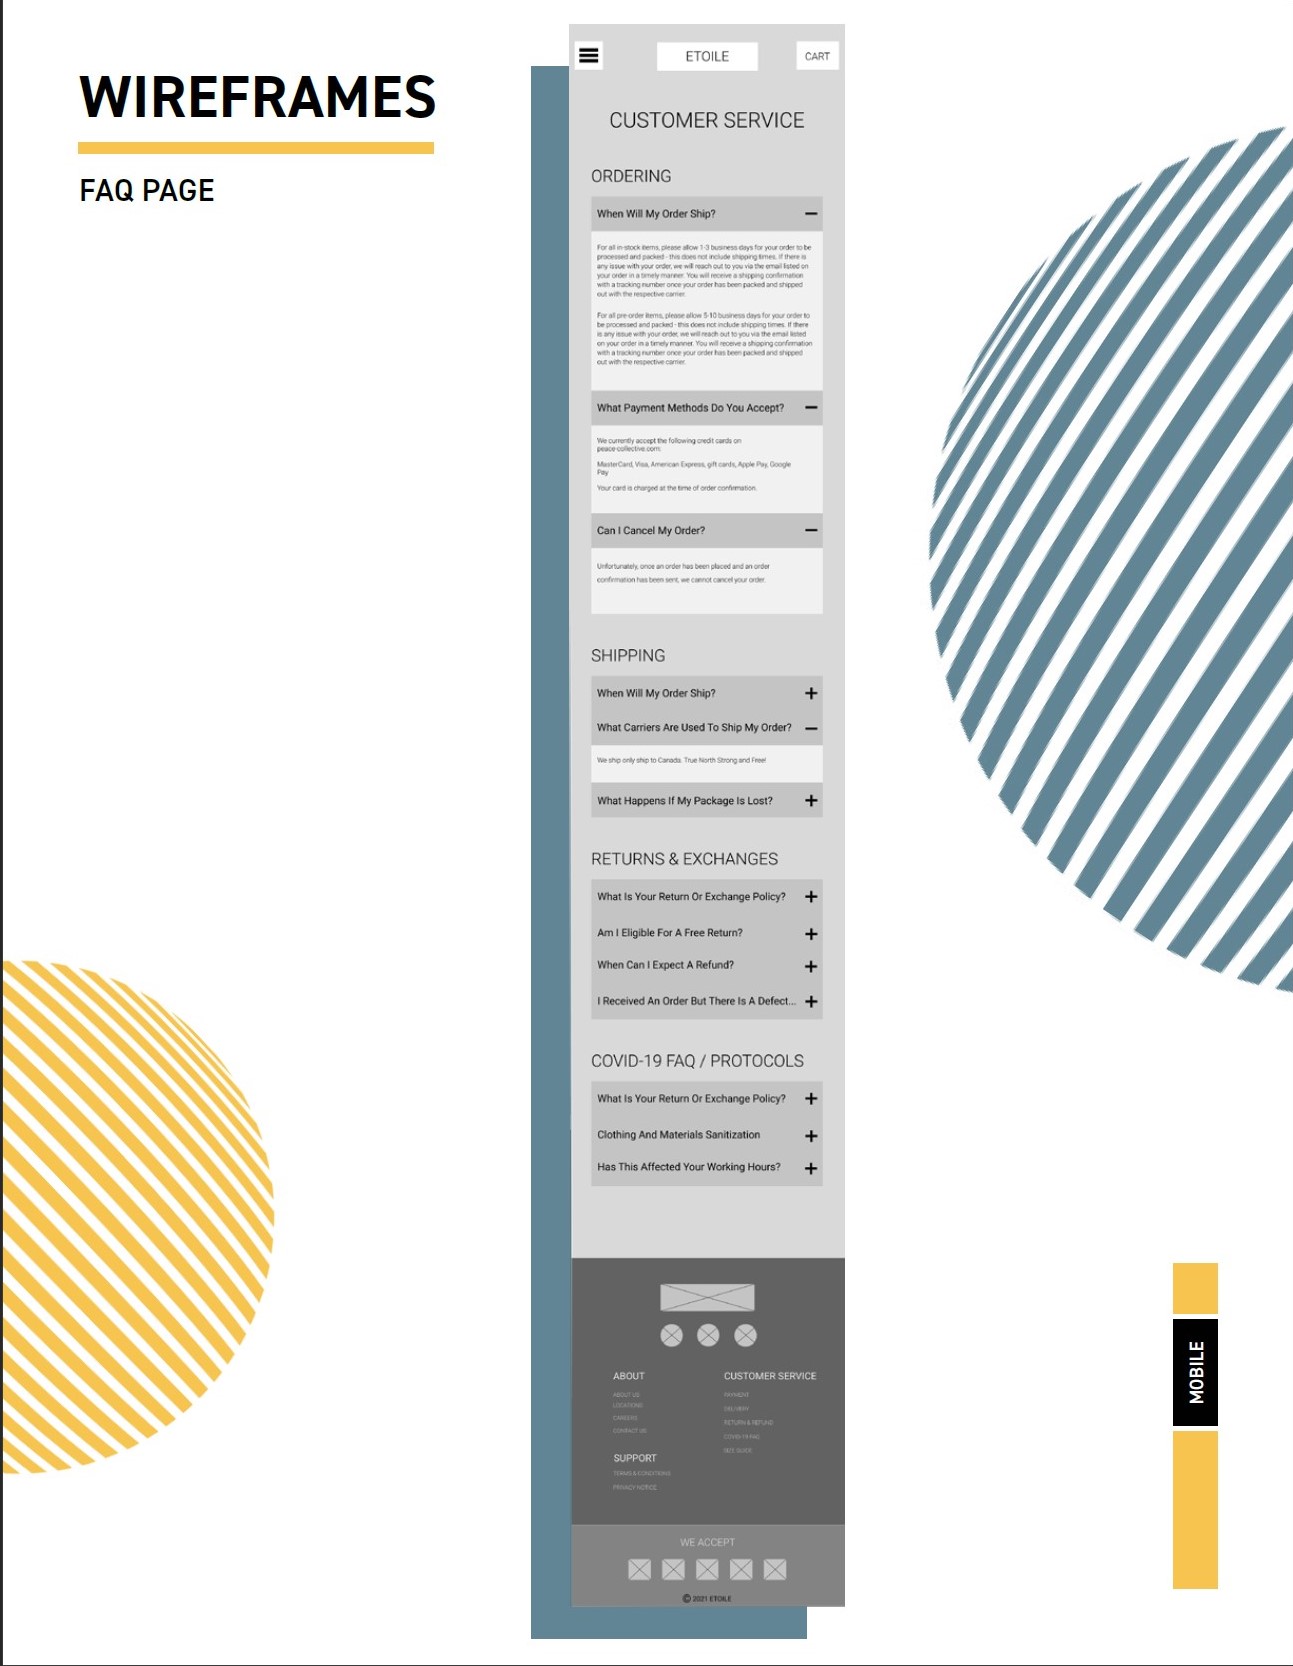 WIREFRAMES
FAQ PAGE
ETOILE
CART
CUSTOMER SERVICE
ORDERING
When Will My Order Ship?
For all in-stock items, please allow 1-3 business days for your order to be
processed and packed - this does not include shipping times. If there is
any issue with your order, we will reach out to you via the email listed on
your order in a timely manner. You will receive a shipping confirmation
with a tracking number once your order has been packed and shipped
out with the respective carrier.
For all pre-order items, please allow 5-10 business days for your order to
be processed and packed - this does not include shipping times. If there
is any issue with your order, we will reach out to you via the email listed
on your order in a timely manner. You will receive a shipping confirmation
with a tracking number once your order has been packed and shipped
out with the respective carrier.
What Payment Methods Do You Accept?
We currently accept the following credit cards on
peace-collective.com:
MasterCard, Visa, American Express, gift cards, Apple Pay, Google
Pay
Your card is charged at the time of order confirmation.
Can I Cancel My Order?
Unfortunately, once an order has been placed and an order
confirmation has been sent, we cannot cancel your order.
SHIPPING
When Will My Order Ship?
What Carriers Are Used To Ship My Order?
We ship only ship to Canada. True North Strong and Free!
What Happens If My Package Is Lost?
RETURNS & EXCHANGES
What Is Your Return Or Exchange Policy?
Am I Eligible For A Free Return?
When Can I Expect A Refund?
I Received An Order But There Is A Defect...
COVID-19 FAQ / PROTOCOLS
What Is Your Return Or Exchange Policy?
Clothing And Materials Sanitization
Has This Affected Your Working Hours?
ABOUT
ABOUT US
LOCATIONS
CAREERS
CONTACT US
SUPPORT
TERMS & CONDITIONS
PRIVACY NOTICE
CUSTOMER SERVICE
PAYMENT
DELIVERY
RETURN & REFUND
COVID-19 FAQ
SIZE GUIDE
WE ACCEPT
© 2021 ETOILE
MOBILE